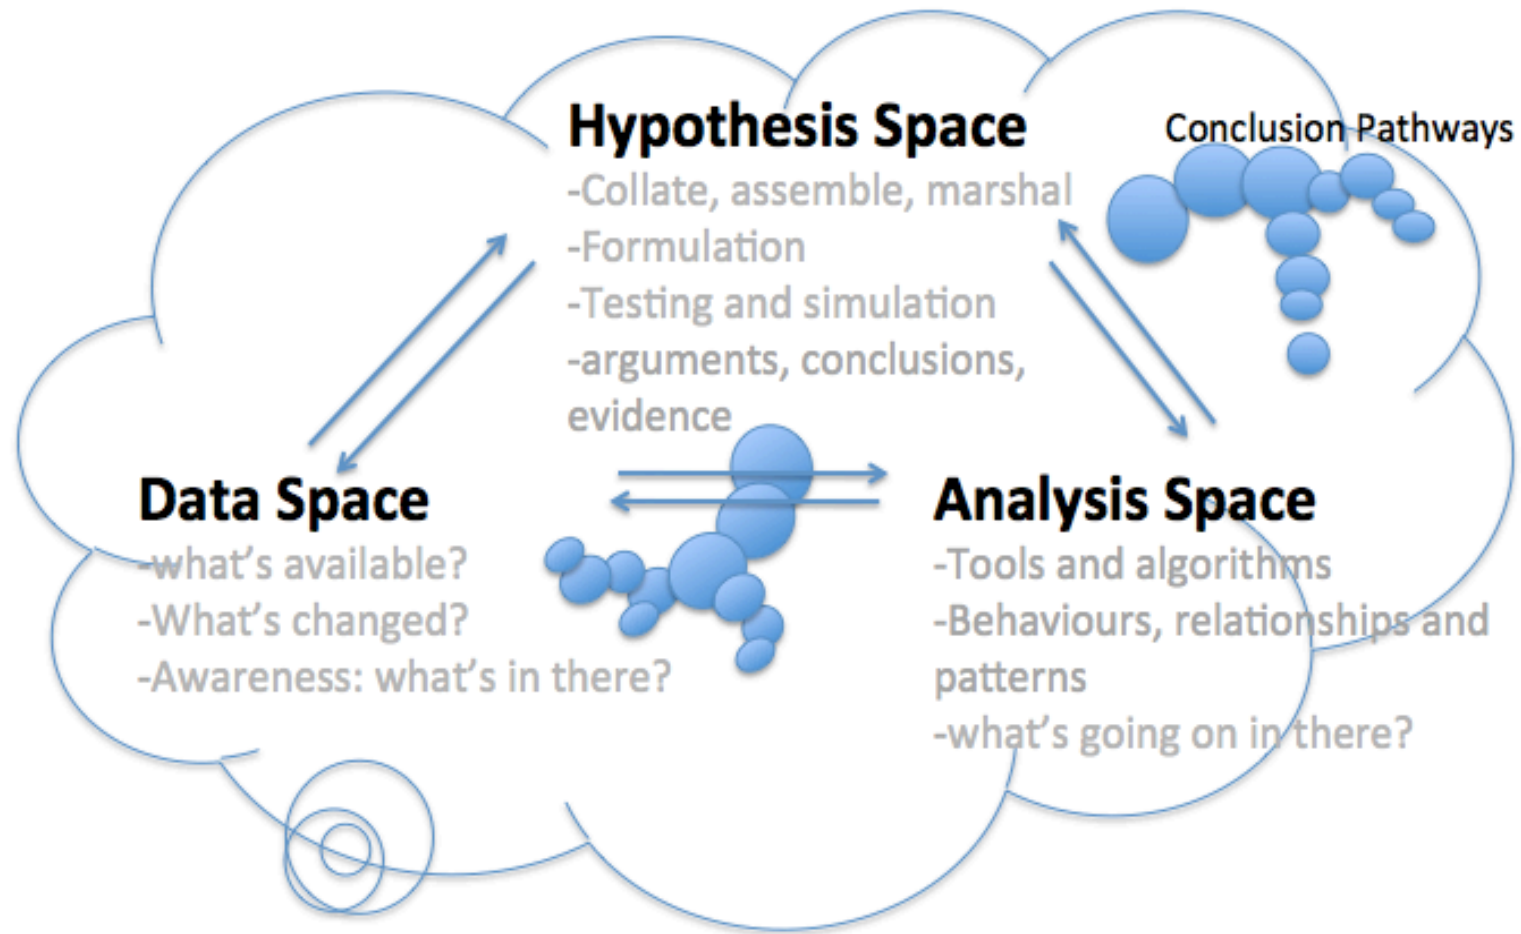 Hypothesis Space
-Collate, assemble, marshal
-Formulation
-Testing and simulation
-arguments, conclusions,
evidence
Conclusion Pathways
Data Space
-what's available?
-What's changed?
-Awareness: what's in there?
Analysis Space
-Tools and algorithms
-Behaviours, relationships and
patterns
-what's going on in there?